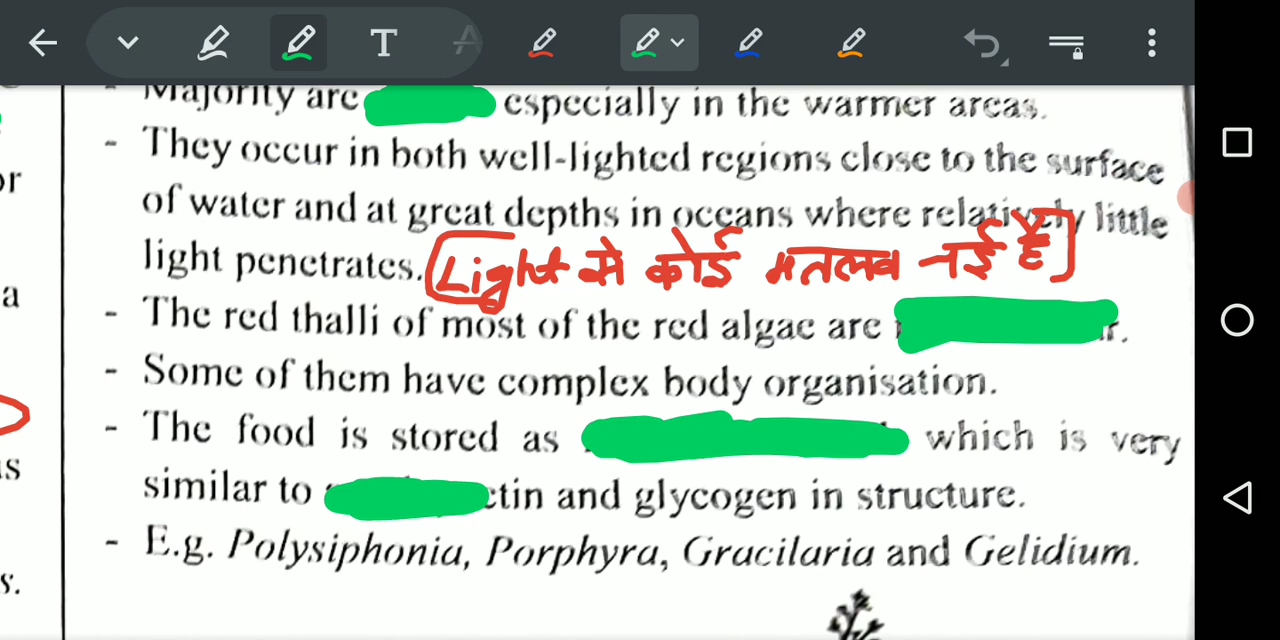 T
Majority are especially in the warmer areas.
or
- They occur in both well-lighted regions close to the surface
of water and at great depths in oceans where relatively little
a
light penetrates. [Light से कोई मतलब नई है]
- The red thalli of most of the red algae are r.
- Some of them have complex body organisation.
- The food is stored as which is very
similar to ctin and glycogen in structure.
- E.g. Polysiphonia, Porphyra, Gracilaria and Gelidium.
s.